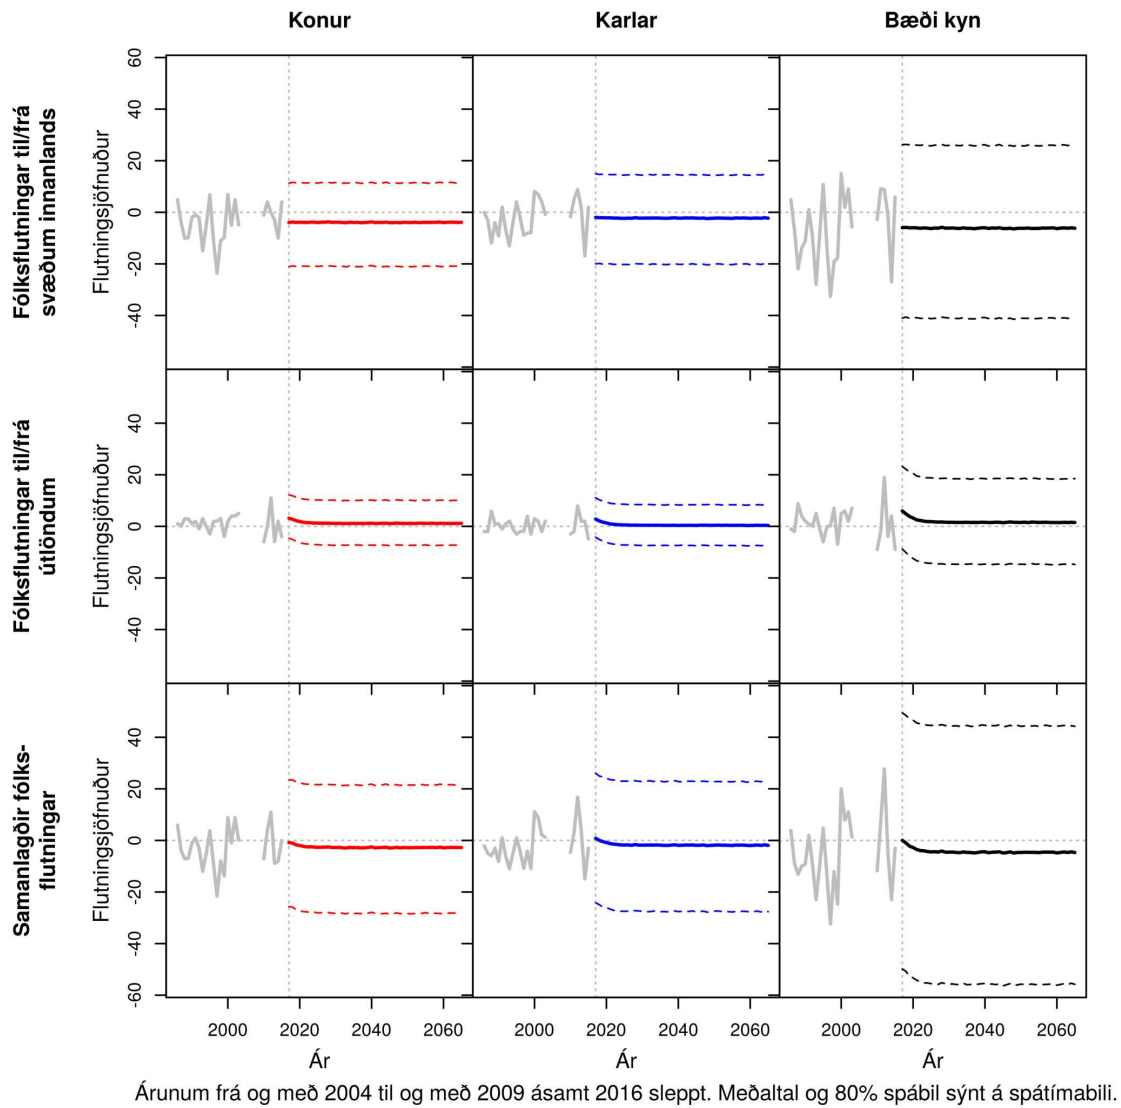 Konur
Karlar
Bæði kyn
Fólksflutningar til/frá
svæðum innanlands
Flutningsjöfnuður
60
40
20
0
-20
-40
Fólksflutningar til/frá
útlöndum
Flutningsjöfnuður
40
20
0
-20
-40
Samanlagðir fólks-
flutningar
Flutningsjöfnuður
40
20
0
-20
-40
-60
2000 2020 2040 2060
2000 2020 2040 2060
2000 2020 2040 2060
Ár
Ár
Ár
Árunum frá og með 2004 til og með 2009 ásamt 2016 sleppt. Meðaltal og 80% spábil sýnt á spátímabili.